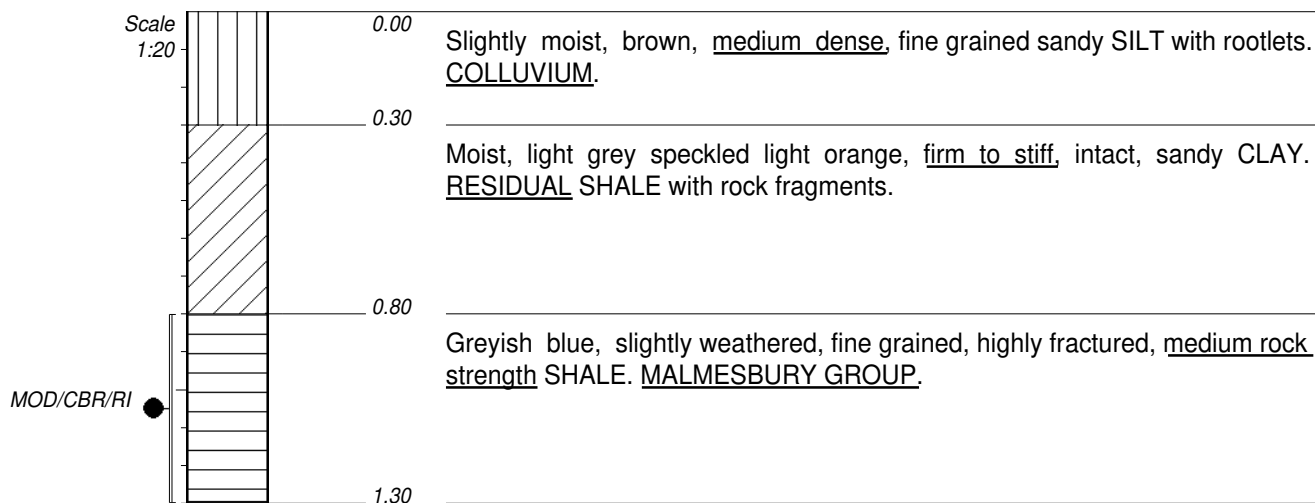 Scale
1:20
0.00
Slightly moist, brown, medium dense, fine grained sandy SILT with rootlets.
COLLUVIUM.
0.30
Moist, light grey speckled light orange, firm to stiff, intact, sandy CLAY.
RESIDUAL SHALE with rock fragments.
0.80
Greyish blue, slightly weathered, fine grained, highly fractured, medium rock
strength SHALE. MALMESBURY GROUP.
MOD/CBR/RI
1.30